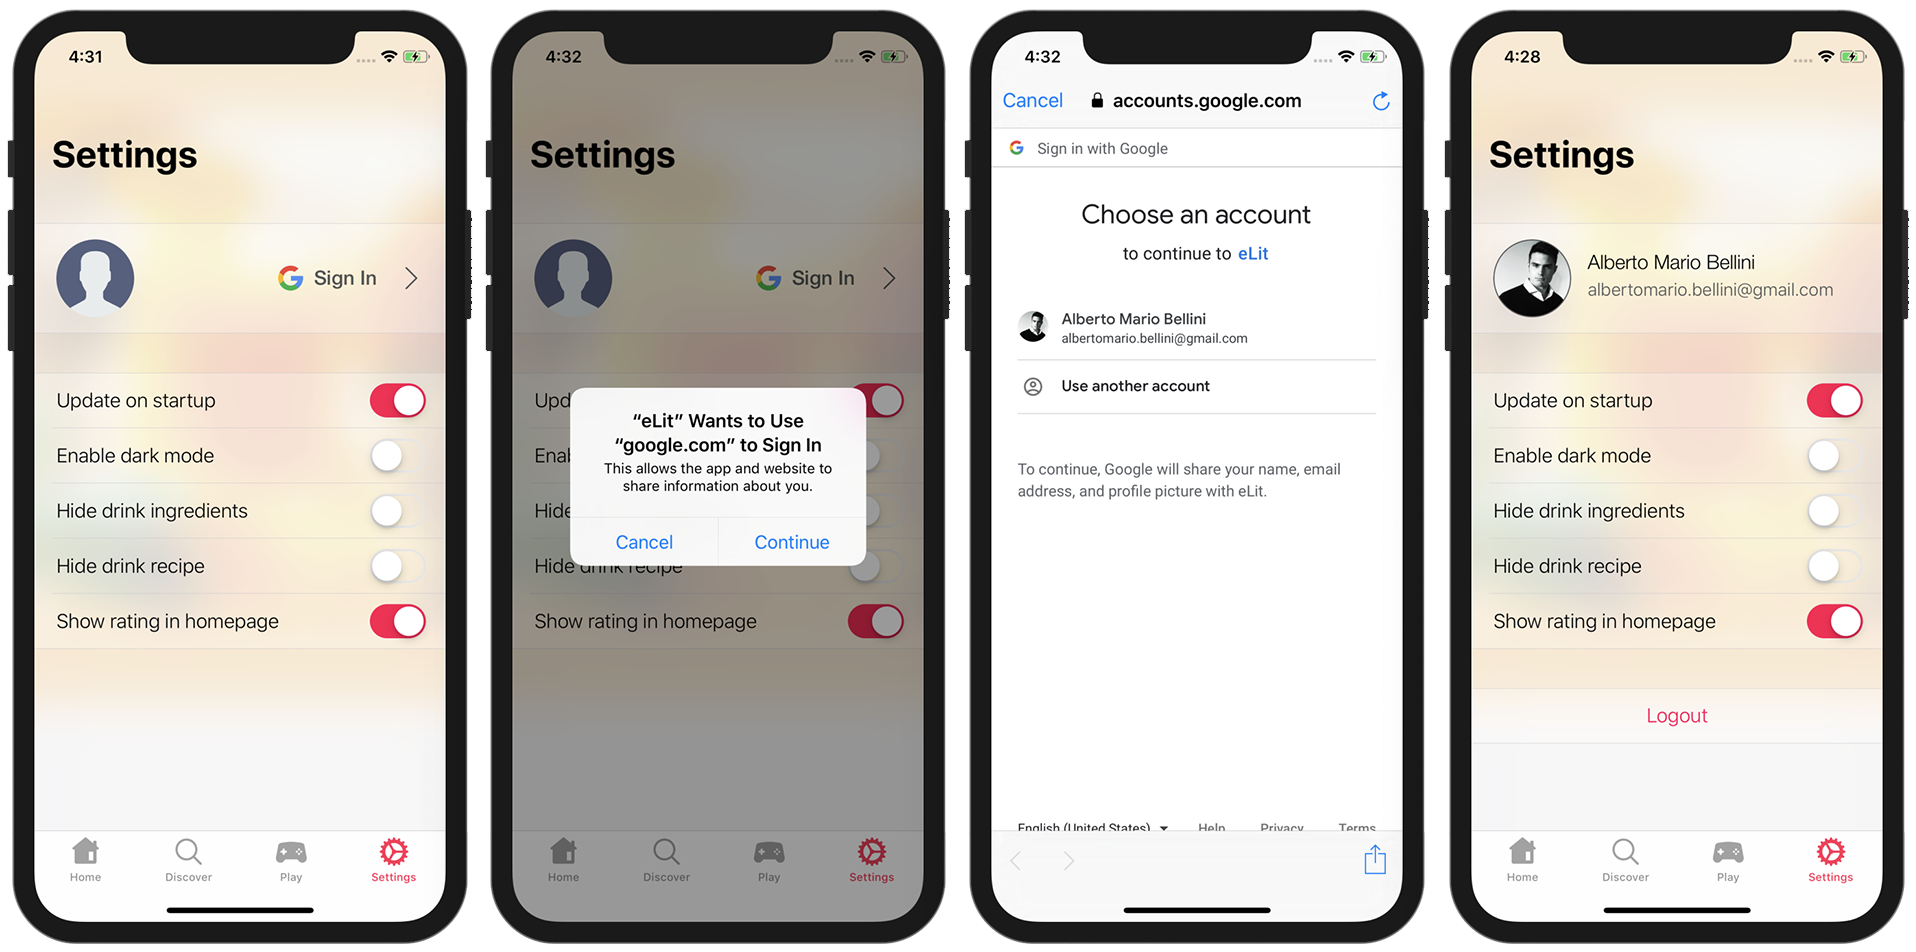 4:31
Settings
Sign In
Update on startup
Enable dark mode
Hide drink ingredients
Hide drink recipe
Show rating in homepage
Home
Discover
Play
Settings
4:32
Settings
Sign In
Upd
“eLit” Wants to Use
“google.com” to Sign In
This allows the app and website to
share information about you.
Cancel
Continue
Enal
Hide
Hide drink recipe
Show rating in homepage
Home
Discover
Play
Settings
4:32
Cancel
accounts.google.com
Sign in with Google
Choose an account
to continue to eLit
Alberto Mario Bellini
albertomario.bellini@gmail.com
Use another account
To continue, Google will share your name, email
address, and profile picture with eLit.
English (United States)
Help
Privacy
Terms
4:28
Settings
Alberto Mario Bellini
albertomario.bellini@gmail.com
Update on startup
Enable dark mode
Hide drink ingredients
Hide drink recipe
Show rating in homepage
Logout
Home
Discover
Play
Settings